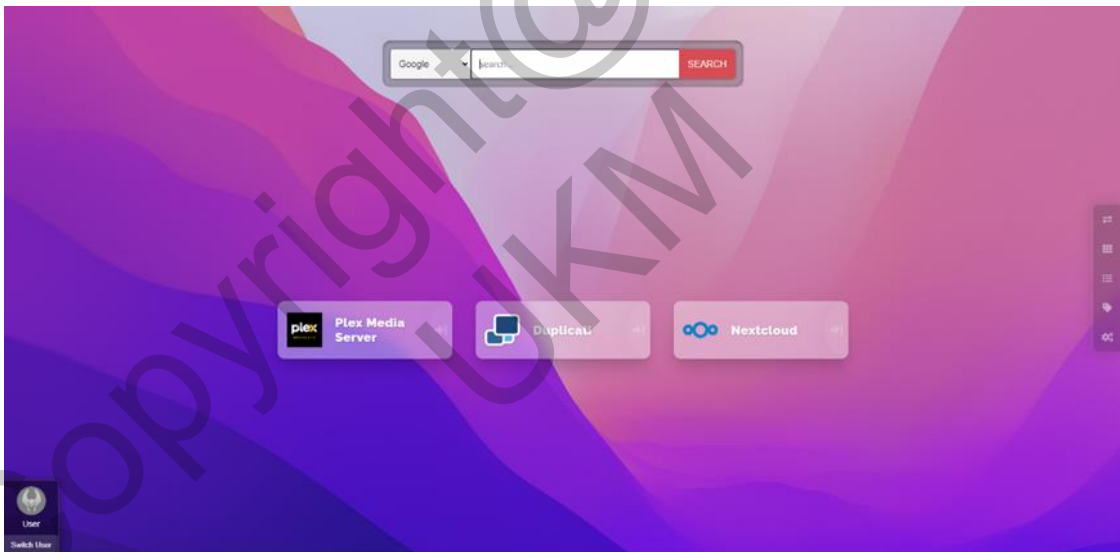 Google
search...
SEARCH
plex
Plex Media
Server
Duplicati
Nextcloud
User
Switch User
Copyright@
UKM